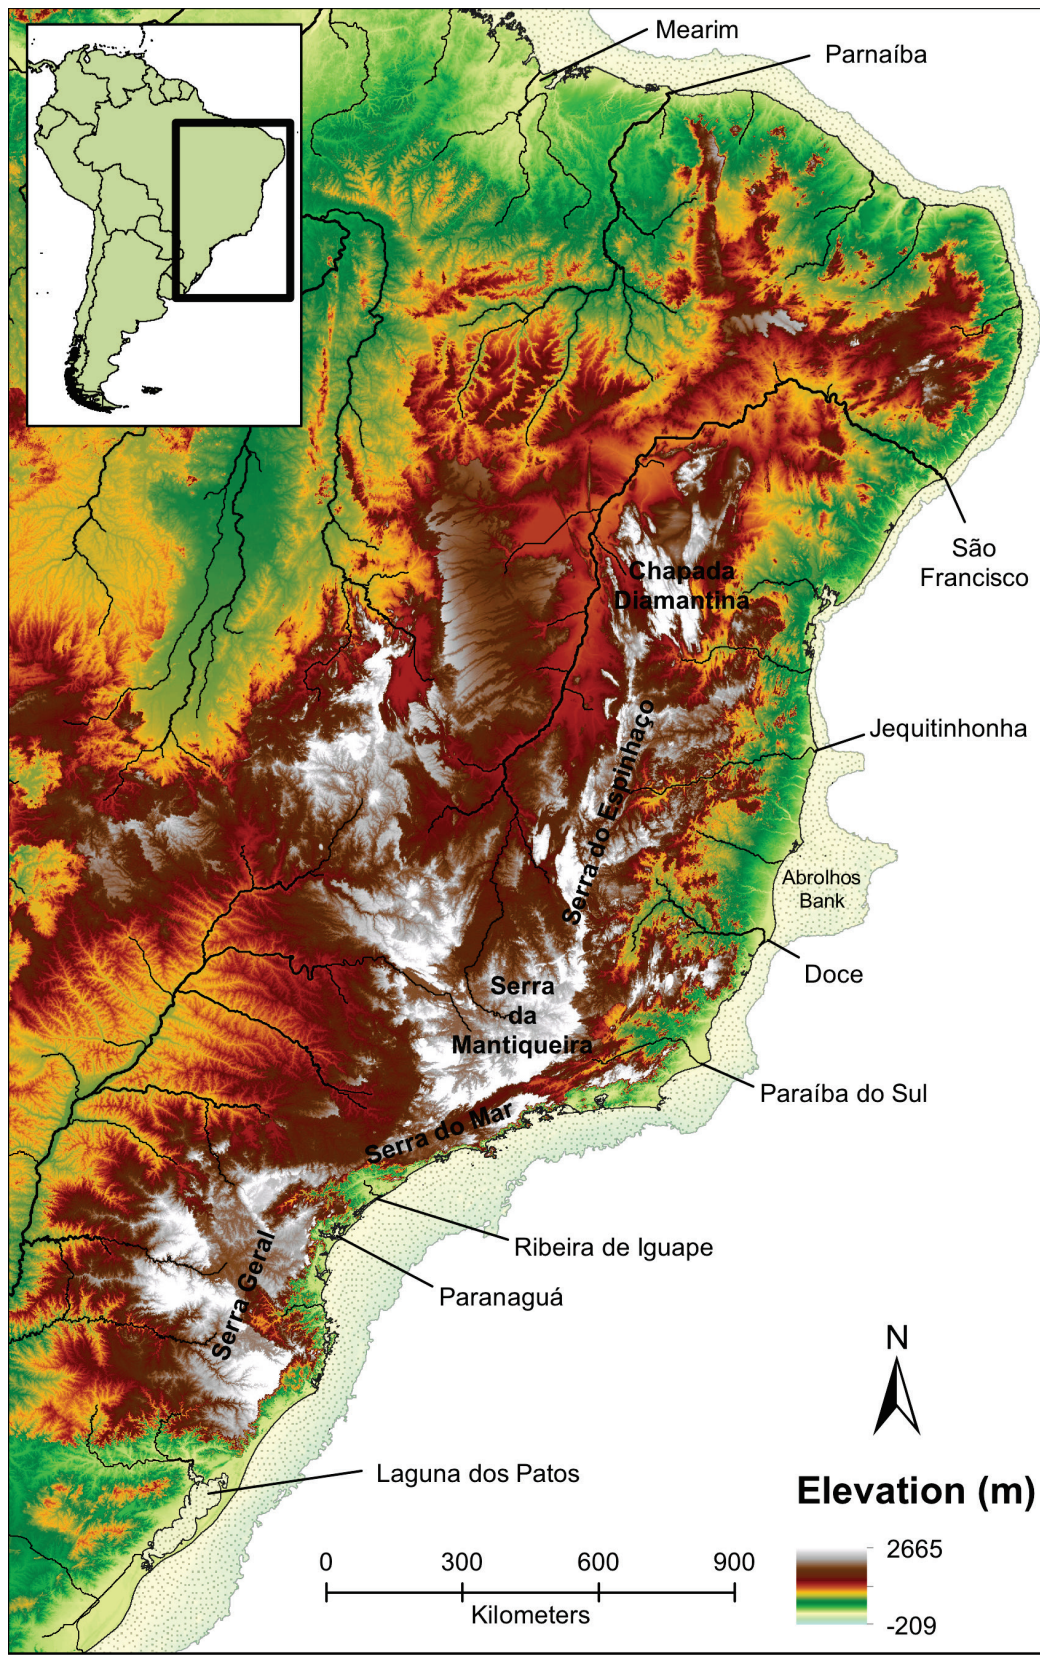 Mearim
Parnaíba
São
Francisco
Chapada
Diamantina
Serra do Espinhaço
Jequitinhonha
Abrolhos
Bank
Doce
Serra
da
Mantiqueira
Paraíba do Sul
Serra do Mar
Ribeira de Iguape
Paranaguá
Serra Geral
N
Laguna dos Patos
Elevation (m)
2665
-209
0 300 600 900
Kilometers